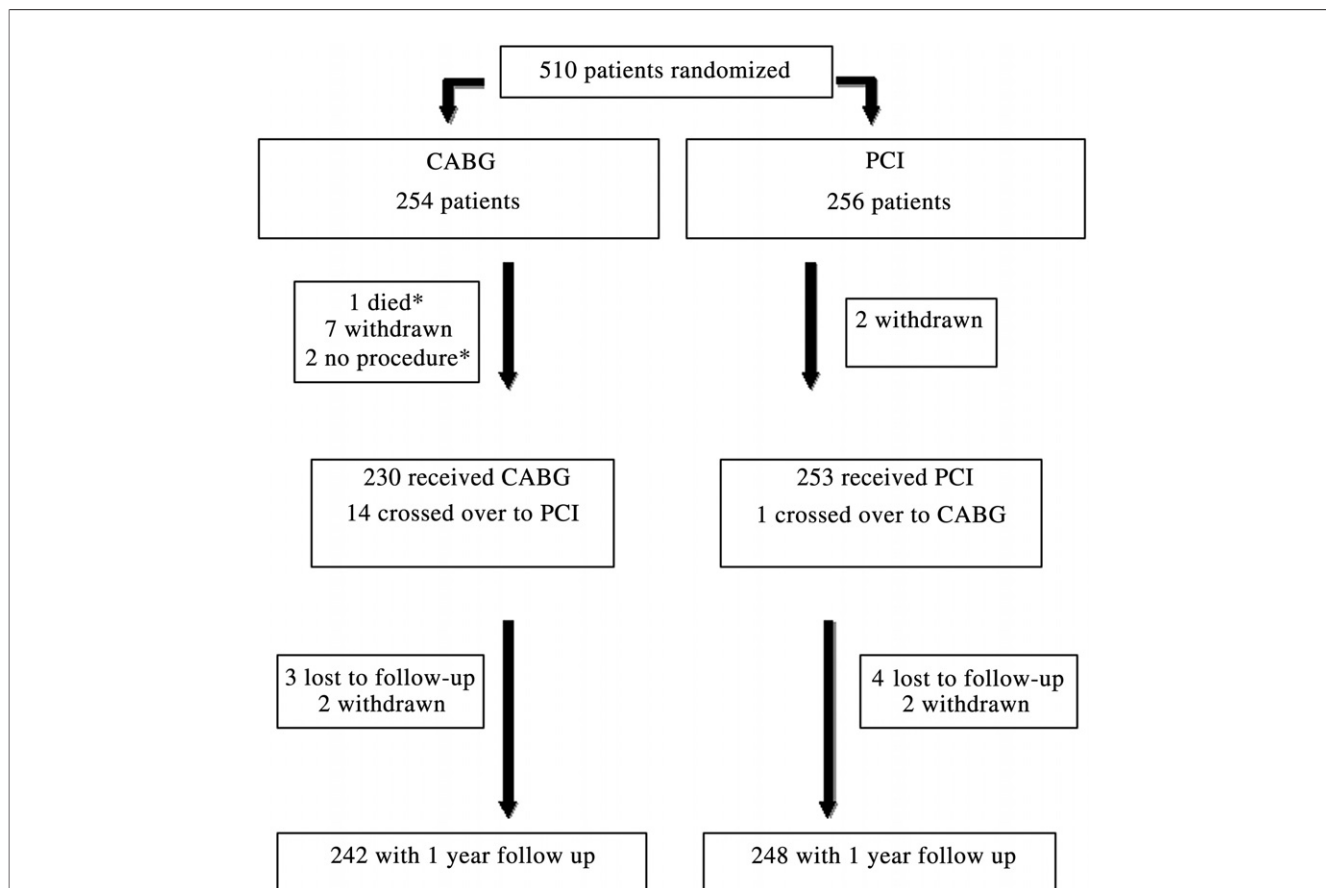 510 patients randomized
CABG
254 patients
PCI
256 patients
1 died*
7 withdrawn
2 no procedure*
2 withdrawn
230 received CABG
14 crossed over to PCI
253 received PCI
1 crossed over to CABG
3 lost to follow-up
2 withdrawn
4 lost to follow-up
2 withdrawn
242 with 1 year follow up
248 with 1 year follow up